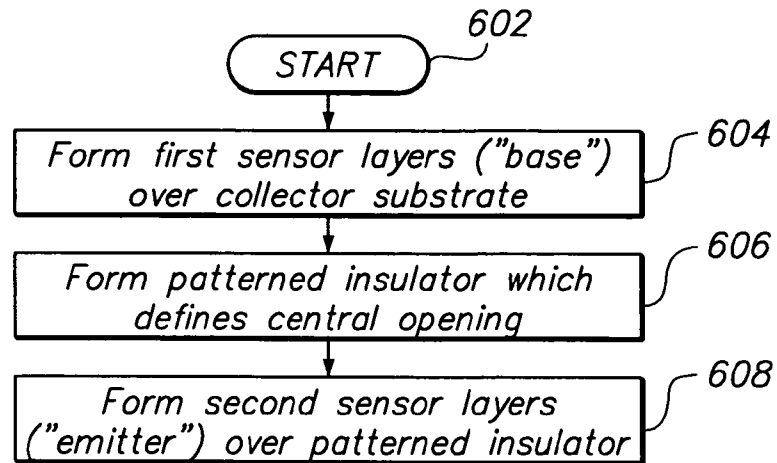 602
START
604
Form first sensor layers ("base")
over collector substrate
606
Form patterned insulator which
defines central opening
608
Form second sensor layers
("emitter") over patterned insulator